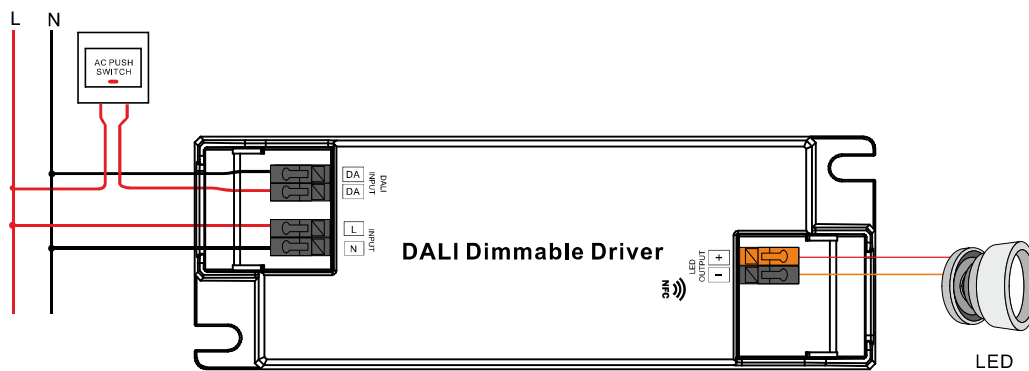 L N
AC PUSH
SWITCH
DA
DA
DALI
INPUT
L
N
INPUT
DALI Dimmable Driver
NFC
LED
OUTPUT
+
−
LED